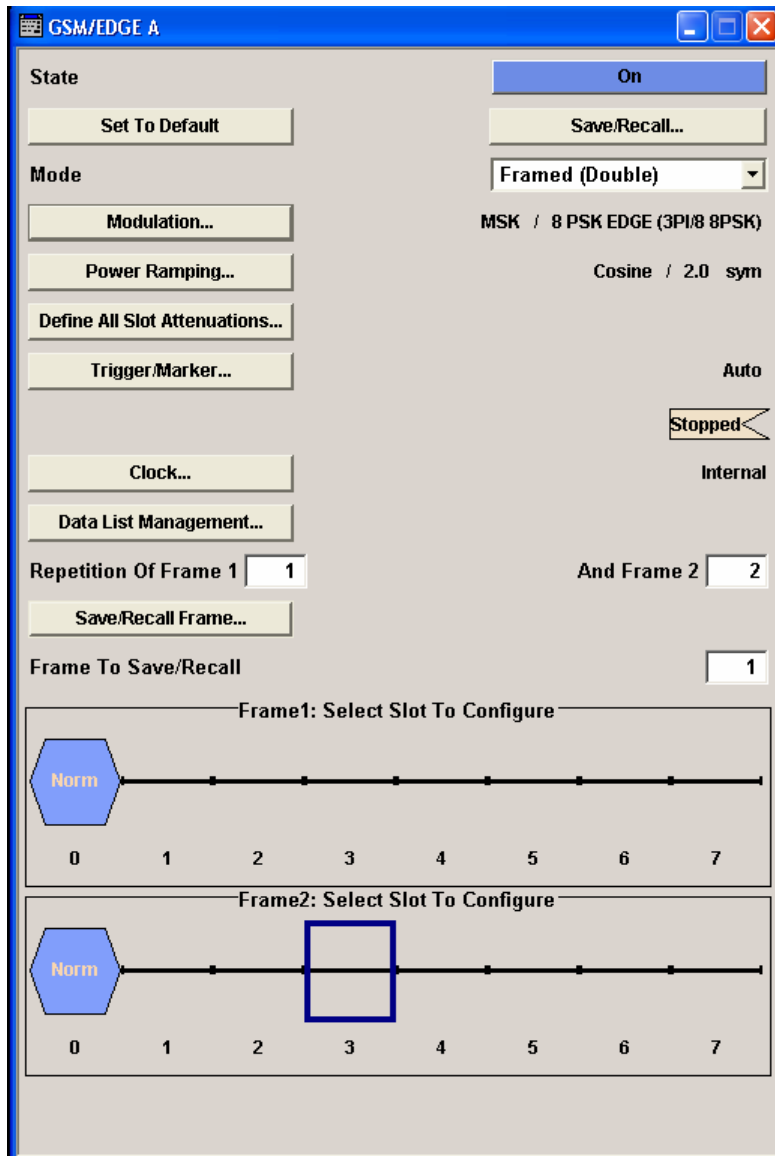 GSM/EDGE A
State On
Set To Default Save/Recall...
Mode Framed (Double)
Modulation... MSK / 8 PSK EDGE (3PI/8 8PSK)
Power Ramping... Cosine / 2.0 sym
Define All Slot Attenuations...
Trigger/Marker... Auto
Stopped
Clock... Internal
Data List Management...
Repetition Of Frame 1 1 And Frame 2 2
Save/Recall Frame...
Frame To Save/Recall 1
Frame1: Select Slot To Configure
Norm
0 1 2 3 4 5 6 7
Frame2: Select Slot To Configure
Norm
0 1 2 3 4 5 6 7